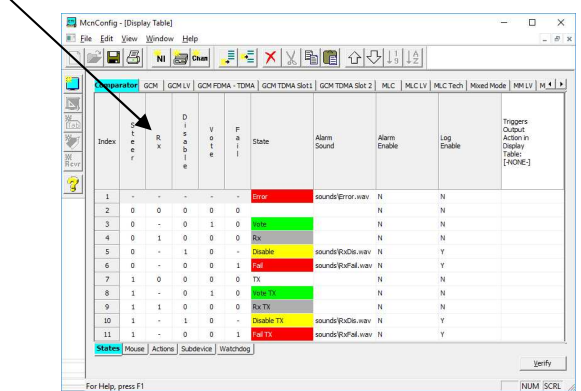 McnConfig - [Display Table]
File Edit View Window Help
NI Chan
Comparator GCM GCM LV GCM FDMA - TDMA GCM TDMA Slot1 GCM TDMA Slot 2 MLC MLC LV MLC Tech Mixed Mode MM LV M
Index Steer Rx Disable Vote Fail State Alarm Sound Alarm Enable Log Enable Triggers Output Action in Display Table: [-NONE-]
1 - - - - - Error sounds\Error.wav N N
2 0 0 0 0 0 N N
3 0 - 0 1 0 Vote N N
4 0 1 0 0 0 Rx N N
5 0 - 1 0 - Disable sounds\RxDis.wav N Y
6 0 - 0 0 1 Fail sounds\RxFail.wav N Y
7 1 0 0 0 0 TX N N
8 1 - 0 1 0 Vote TX N N
9 1 1 0 0 0 Rx TX N N
10 1 - 1 0 - Disable TX sounds\RxDis.wav N Y
11 1 - 0 0 1 Fail TX sounds\RxFail.wav N Y
States Mouse Actions Subdevice Watchdog
Verify
For Help, press F1
NUM SCRL